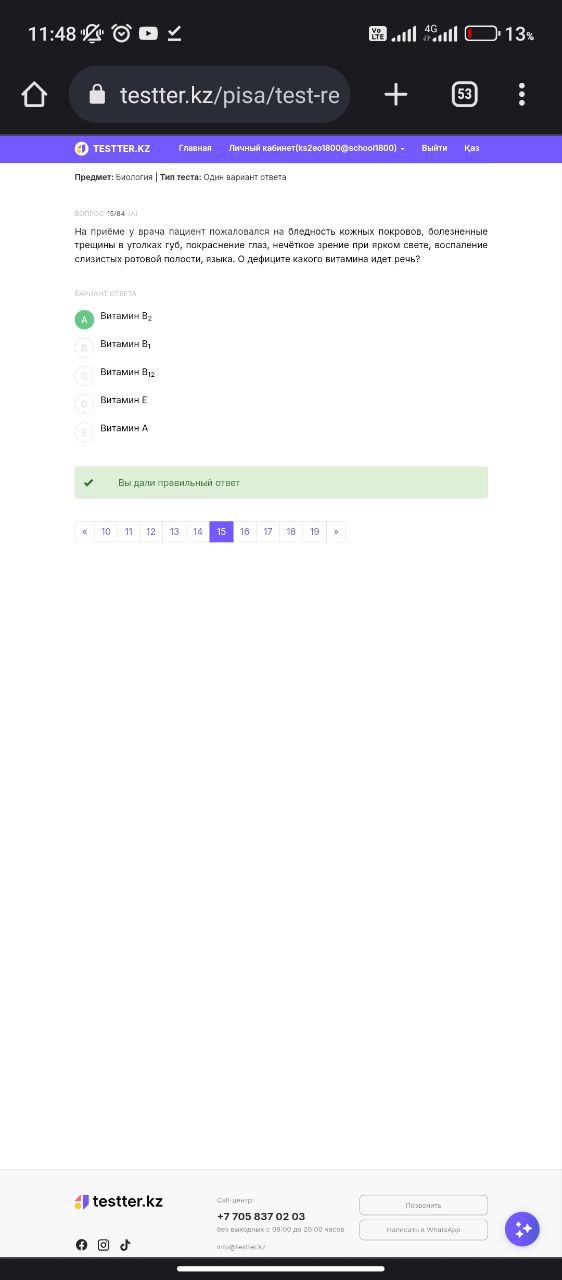 11:48
Vo LTE
4G
13%
testter.kz/pisa/test-re
53
TESTTER.KZ Главная Личный кабинет(ks2eo1800@school1800) Выйти Қаз
Предмет: Биология | Тип теста: Один вариант ответа
ВОПРОС 15/84 (A)
На приёме у врача пациент пожаловался на бледность кожных покровов, болезненные
трещины в уголках губ, покраснение глаз, нечёткое зрение при ярком свете, воспаление
слизистых ротовой полости, языка. О дефиците какого витамина идет речь?
ВАРИАНТ ОТВЕТА
A Витамин B2
B Витамин B1
C Витамин B12
D Витамин E
E Витамин A
Вы дали правильный ответ
« 10 11 12 13 14 15 16 17 18 19 »
testter.kz
Call-центр:
+7 705 837 02 03
без выходных с 08:00 до 20:00 часов
info@testter.kz
Позвонить
Написать в WhatsApp